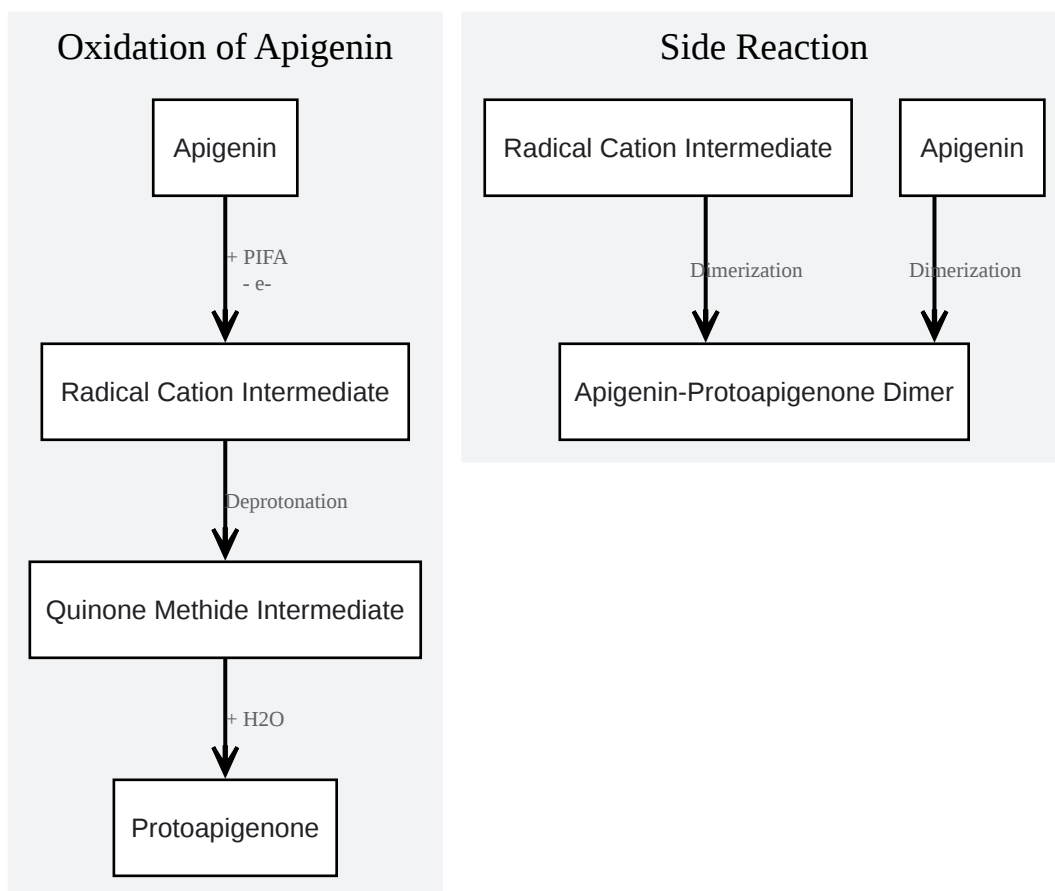 Oxidation of Apigenin
Apigenin
+ PIFA
- e-
Radical Cation Intermediate
Deprotonation
Quinone Methide Intermediate
+ H2O
Protoapigenone
Side Reaction
Radical Cation Intermediate
Apigenin
Dimerization
Dimerization
Apigenin-Protoapigenone Dimer